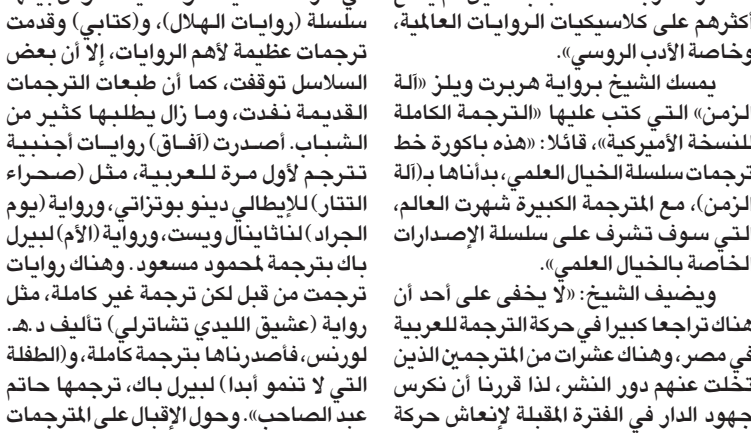 أكثرهم على كلاسيكيات الروايات العالمية،
وخاصة الأدب الروسي».
يمسك الشيخ برواية هربرت ويلز «آلة
الزمن» التي كتب عليها «الترجمة الكاملة
للنسخة الأميركية»، قائلا: «هذه باكورة خط
ترجمات سلسلة الخيال العلمي، بدأناها بـ(آلة
الزمن)، مع المترجمة الكبيرة شهرت العالم،
التي سوف تشرف على سلسلة الإصدارات
الخاصة بالخيال العلمي».
ويضيف الشيخ: «لا يخفى على أحد أن
هناك تراجعا كبيرا في حركة الترجمة للعربية
في مصر، وهناك عشرات من المترجمين الذين
تخلت عنهم دور النشر، لذا قررنا أن نكرس
جهود الدار في الفترة المقبلة لإنعاش حركة
سلسلة (روايات الهلال)، و(كتابي) وقدمت
ترجمات عظيمة لأهم الروايات، إلا أن بعض
السلاسل توقفت، كما أن طبعات الترجمات
القديمة نفدت، وما زال يطلبها كثير من
الشباب. أصدرت (آفاق) روايات أجنبية
تترجم لأول مرة للعربية، مثل (صحراء
التتار) للإيطالي دينو بوتزاتي، ورواية (يوم
الجراد) لناثاينال ويست، ورواية (الأم) لبيرل
باك بترجمة لمحمود مسعود. وهناك روايات
ترجمت من قبل لكن ترجمة غير كاملة، مثل
رواية (عشيق الليدي تشاترلي) تأليف د.هـ.
لورنس، فأصدرناها بترجمة كاملة، و(الطفلة
التي لا تنمو أبدا) لبيرل باك، ترجمها حاتم
عبد الصاحب». وحول الإقبال على المترجمات